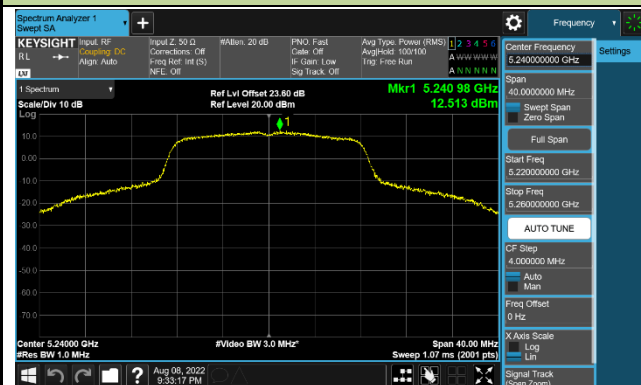 Spectrum Analyzer 1
Swept SA
Frequency
KEYSIGHT
RL
LXI
Input: RF
Coupling: DC
Align: Auto
Input Z: 50 Ω
Corrections: Off
Freq Ref: Int (S)
NFE: Off
#Atten: 20 dB
PNO: Fast
Gate: Off
IF Gain: Low
Sig Track: Off
Avg Type: Power (RMS)
Avg|Hold: 100/100
Trig: Free Run
1 2 3 4 5 6
A W W W W W
A N N N N N
1 Spectrum
Scale/Div 10 dB
Log
Ref Lvl Offset 23.60 dB
Ref Level 20.00 dBm
Mkr1 5.240 98 GHz
12.513 dBm
1
10.0
0.00
-10.0
-20.0
-30.0
-40.0
-50.0
-60.0
-70.0
Center 5.24000 GHz
#Res BW 1.0 MHz
#Video BW 3.0 MHz*
Span 40.00 MHz
Sweep 1.07 ms (2001 pts)
Aug 08, 2022
9:33:17 PM
Center Frequency
5.240000000 GHz
Settings
Span
40.0000000 MHz
Swept Span
Zero Span
Full Span
Start Freq
5.220000000 GHz
Stop Freq
5.260000000 GHz
AUTO TUNE
CF Step
4.000000 MHz
Auto
Man
Freq Offset
0 Hz
X Axis Scale
Log
Lin
Signal Track
(Span Zoom)